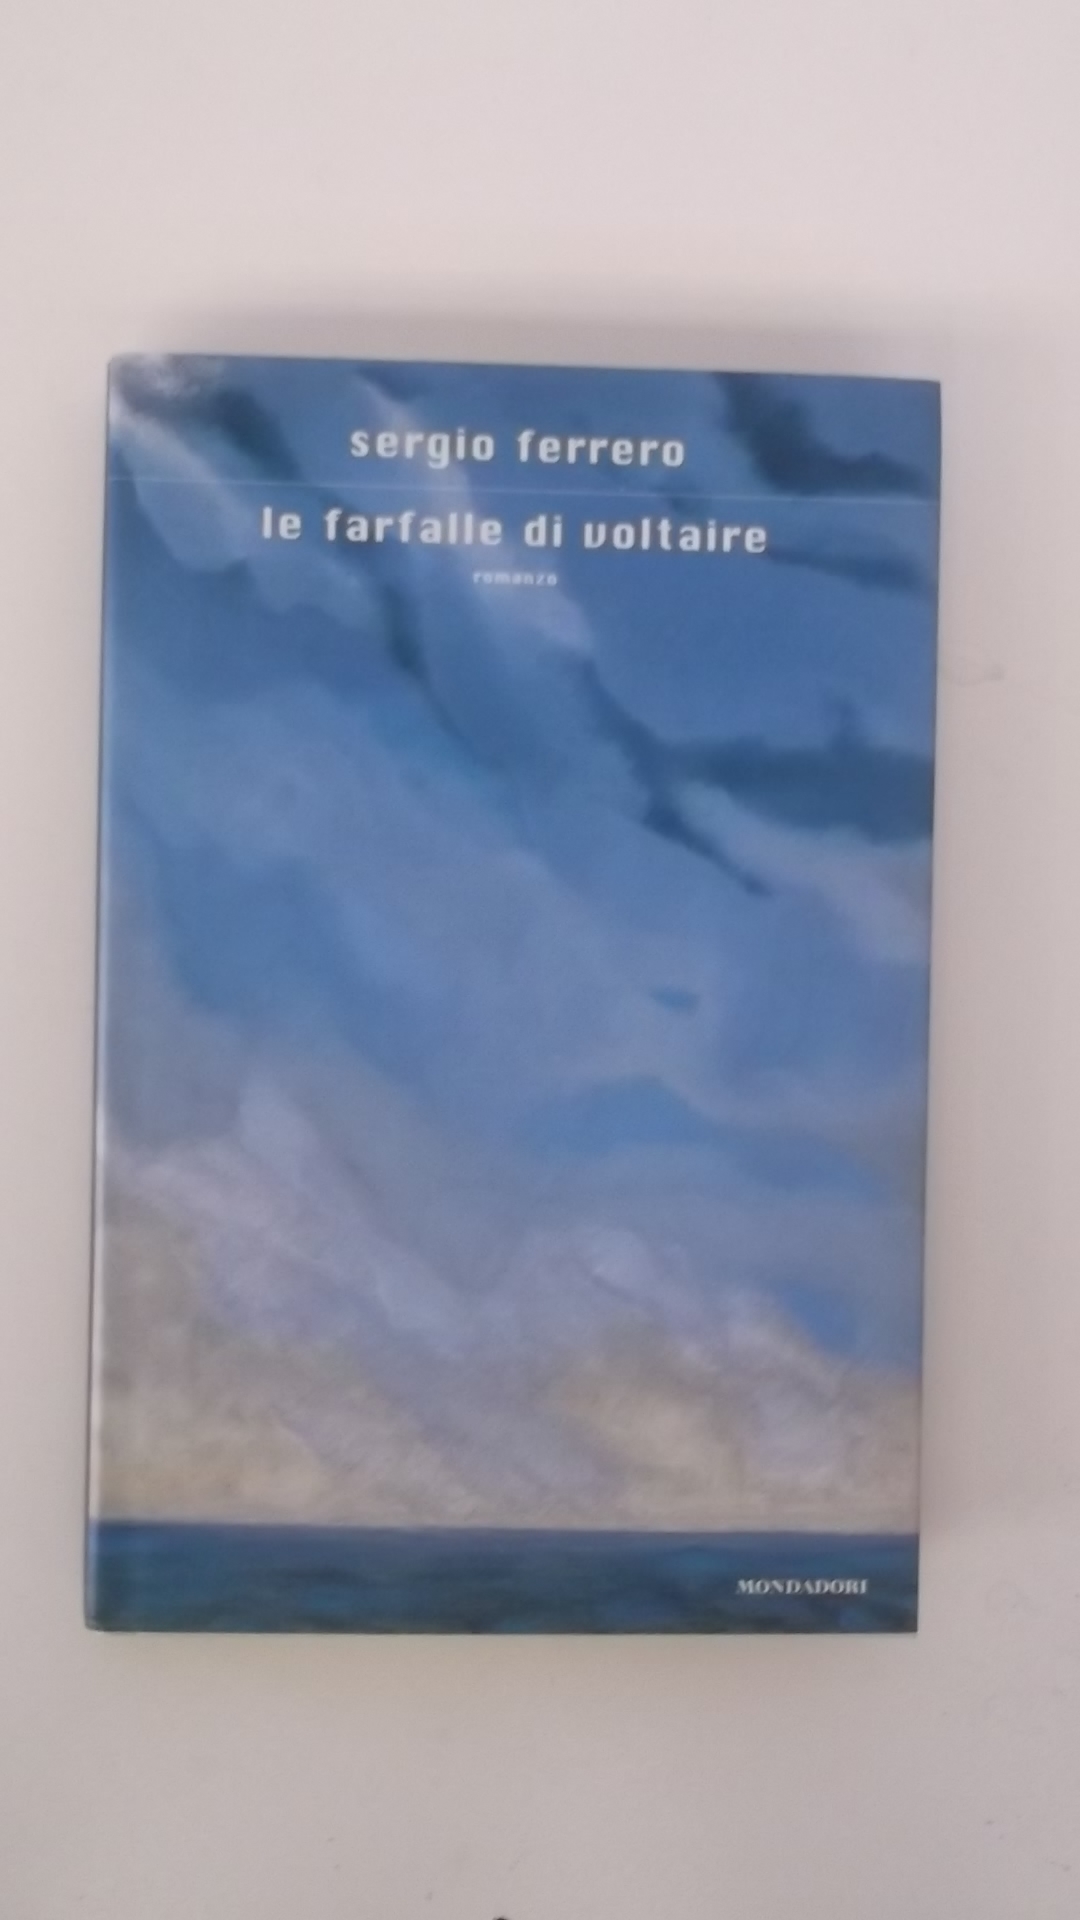 sergio ferrero
le farfalle di voltaire
romanzo
MONDADORI